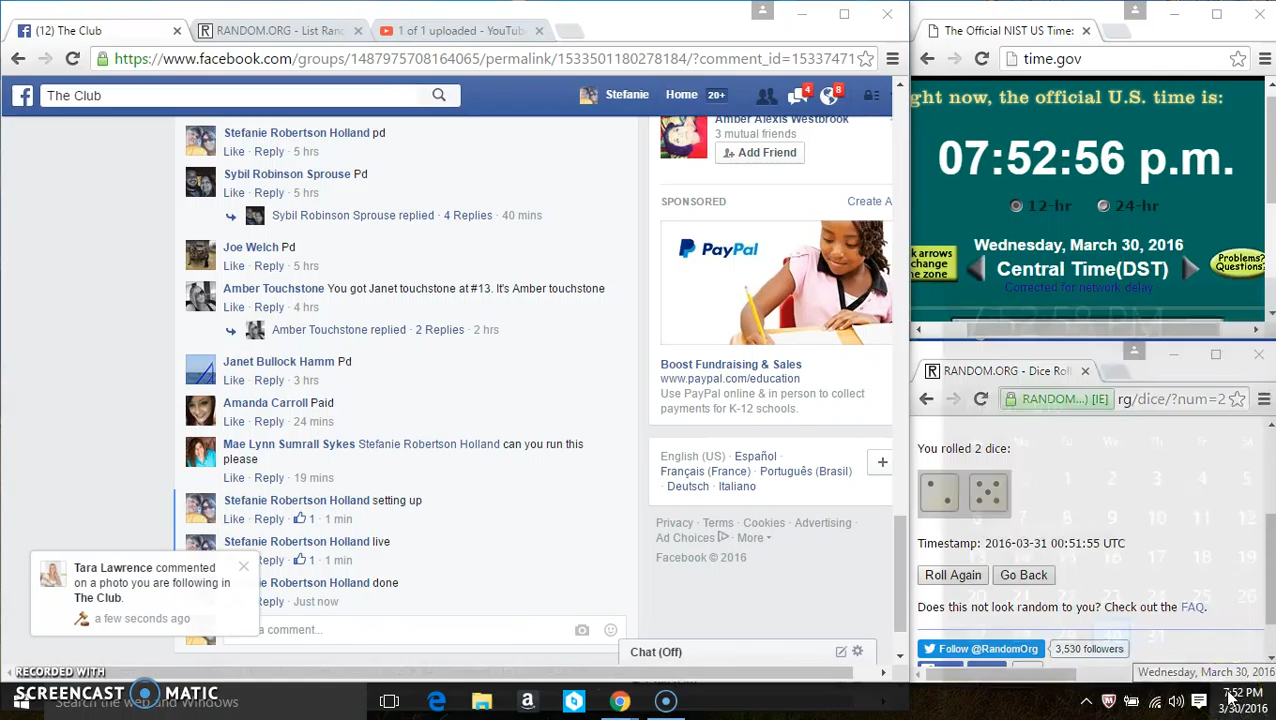 (12) The Club
RANDOM.ORG - List Ran
1 of 1 uploaded - YouTub
https://www.facebook.com/groups/1487975708164065/permalink/1533501080278184/?comment_id=15337471
The Club
Stefanie
Home
20+
4
8
Stefanie Robertson Holland pd
Like · Reply · 5 hrs
Sybil Robinson Sprouse Pd
Like · Reply · 5 hrs
Sybil Robinson Sprouse replied · 4 Replies · 40 mins
Joe Welch Pd
Like · Reply · 5 hrs
Amber Touchstone You got Janet touchstone at #13. It's Amber touchstone
Like · Reply · 4 hrs
Amber Touchstone replied · 2 Replies · 2 hrs
Janet Bullock Hamm Pd
Like · Reply · 3 hrs
Amanda Carroll Paid
Like · Reply · 24 mins
Mae Lynn Sumrall Sykes Stefanie Robertson Holland can you run this
please
Like · Reply · 19 mins
Stefanie Robertson Holland setting up
Like · Reply · 1 · 1 min
Stefanie Robertson Holland live
Reply · 1 · 1 min
Robertson Holland done
Reply · Just now
a comment...
Tara Lawrence commented
on a photo you are following in
The Club.
a few seconds ago
Amber Alexis Westbrook
3 mutual friends
Add Friend
SPONSORED
Create A
PayPal
Boost Fundraising & Sales
www.paypal.com/education
Use PayPal online & in person to collect
payments for K-12 schools.
English (US) · Español ·
Français (France) · Português (Brasil)
· Deutsch · Italiano
Privacy · Terms · Cookies · Advertising ·
Ad Choices · More
Facebook © 2016
Chat (Off)
RECORDED WITH
SCREENCAST MATIC
Search the web and Windows
The Official NIST US Time:
time.gov
ght now, the official U.S. time is:
07:52:56 p.m.
12-hr
24-hr
k arrows
change
e zone
Wednesday, March 30, 2016
Central Time(DST)
Corrected for network delay
Problems?
Questions?
RANDOM.ORG - Dice Roll
RANDOM...) [IE]
rg/dice/?num=2
You rolled 2 dice:
Timestamp: 2016-03-31 00:51:55 UTC
Roll Again
Go Back
Does this not look random to you? Check out the FAQ.
Follow @RandomOrg
3,530 followers
Wednesday, March 30, 2016
7:52 PM
3/30/2016